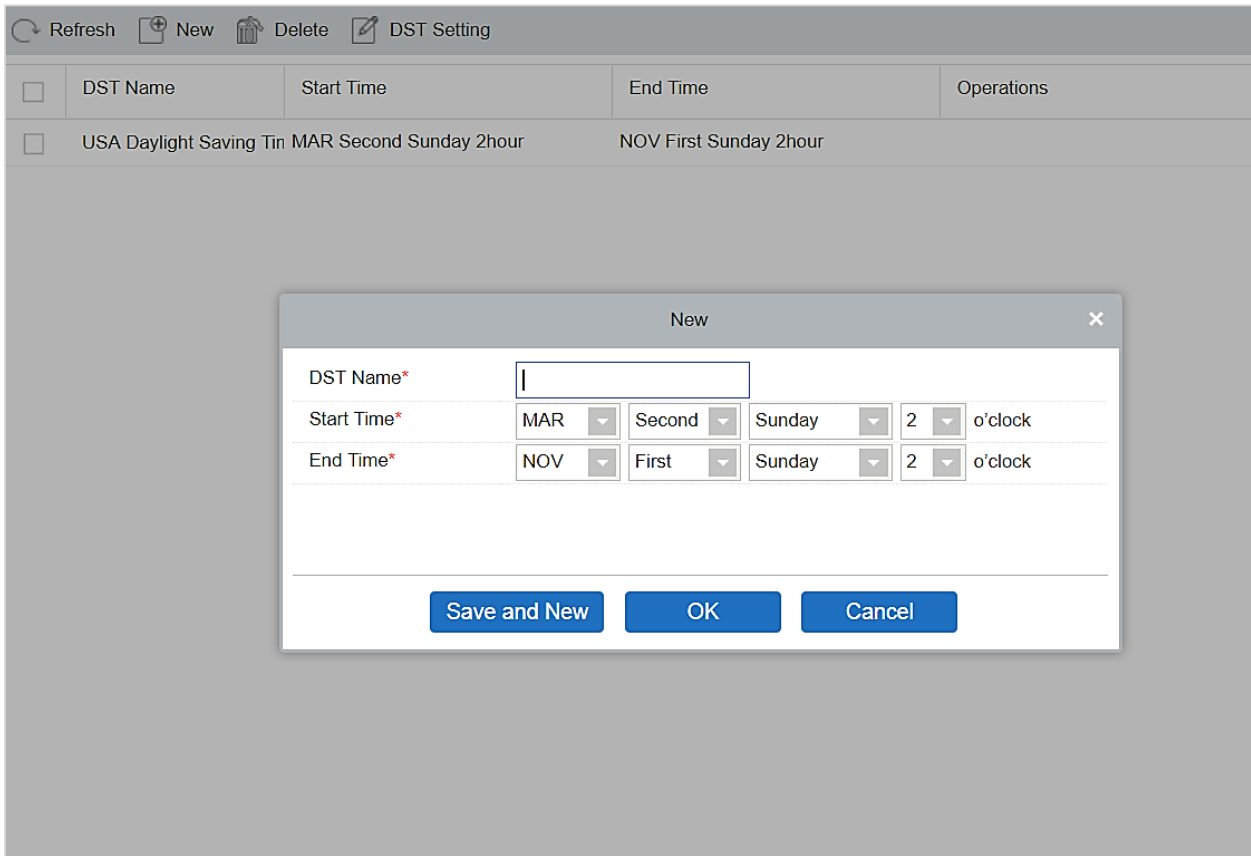 Refresh New Delete DST Setting
DST Name Start Time End Time Operations
USA Daylight Saving Tin MAR Second Sunday 2hour NOV First Sunday 2hour
New
DST Name*
Start Time* MAR Second Sunday 2 o'clock
End Time* NOV First Sunday 2 o'clock
Save and New OK Cancel